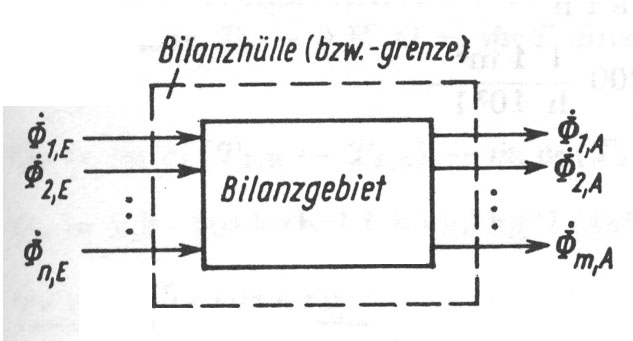 Bilanzhülle (bzw.-grenze)
Φ̇1,E
Φ̇1,A
Φ̇2,E
Bilanzgebiet
Φ̇2,A
Φ̇n,E
Φ̇m,A